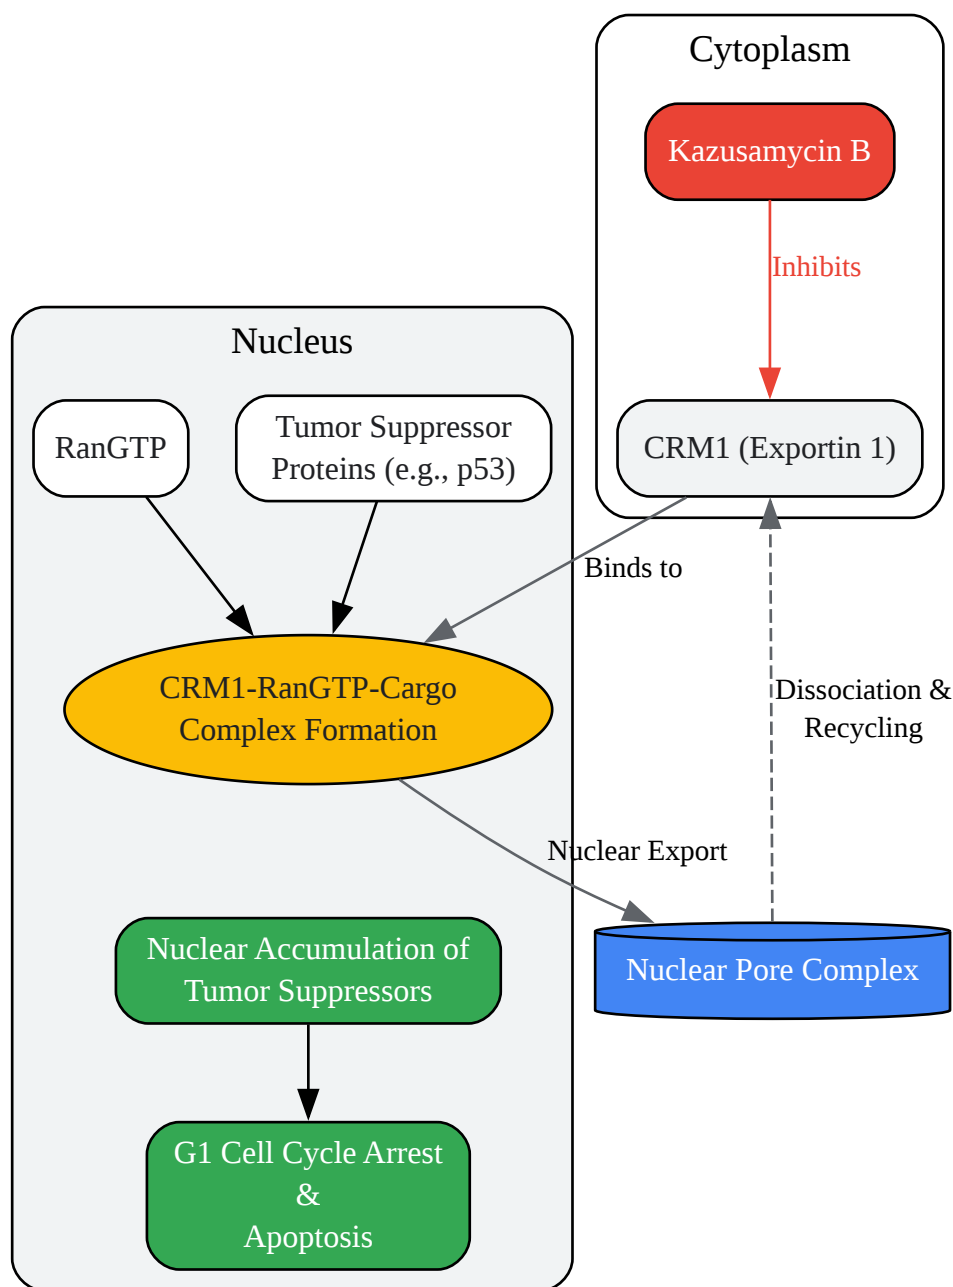 Cytoplasm
Kazusamycin B
Inhibits
Nucleus
RanGTP
Tumor Suppressor
Proteins (e.g., p53)
CRM1 (Exportin 1)
Binds to
CRM1-RanGTP-Cargo
Complex Formation
Dissociation &
Recycling
Nuclear Export
Nuclear Accumulation of
Tumor Suppressors
Nuclear Pore Complex
G1 Cell Cycle Arrest
&
Apoptosis